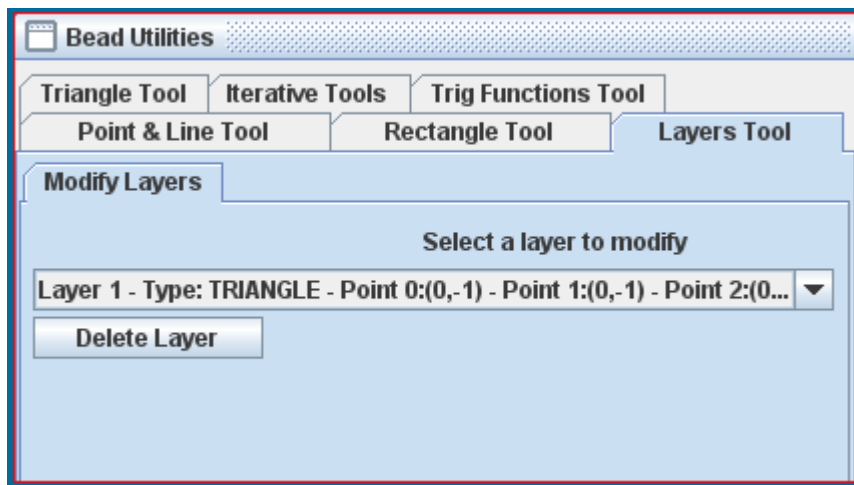 Bead Utilities
Triangle Tool Iterative Tools Trig Functions Tool
Point & Line Tool Rectangle Tool Layers Tool
Modify Layers
Select a layer to modify
Layer 1 - Type: TRIANGLE - Point 0:(0,-1) - Point 1:(0,-1) - Point 2:(0...
Delete Layer